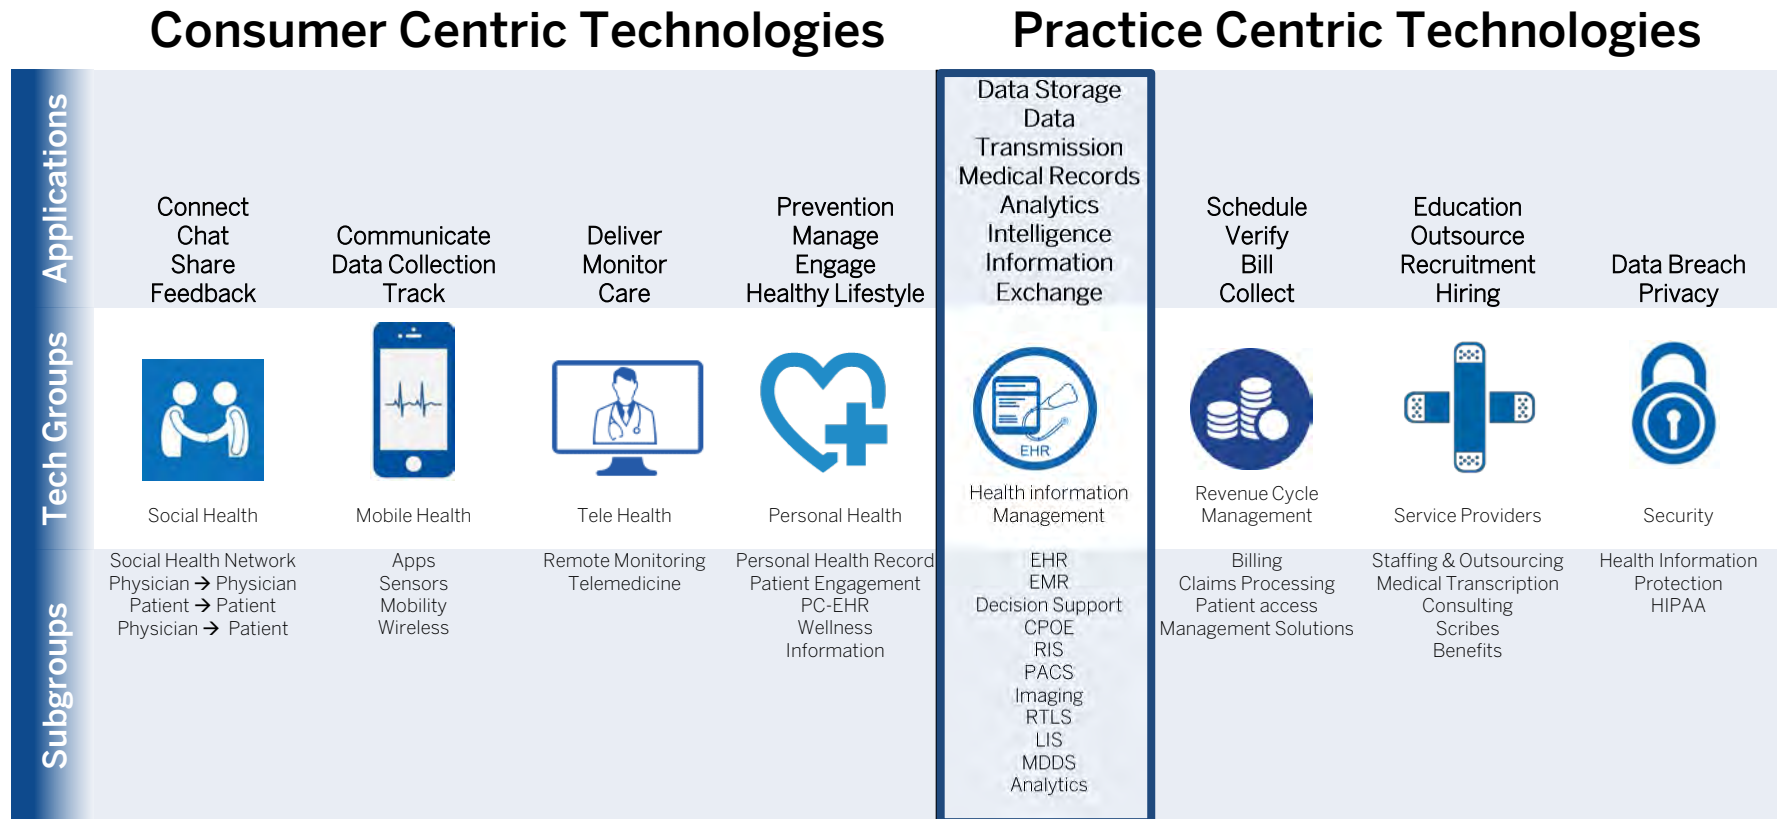 Consumer Centric Technologies
Practice Centric Technologies
Applications
Connect
Chat
Share
Feedback
Communicate
Data Collection
Track
Deliver
Monitor
Care
Prevention
Manage
Engage
Healthy Lifestyle
Data Storage
Data
Transmission
Medical Records
Analytics
Intelligence
Information
Exchange
Schedule
Verify
Bill
Collect
Education
Outsource
Recruitment
Hiring
Data Breach
Privacy
Tech Groups
Social Health
Mobile Health
Tele Health
Personal Health
EHR
Health information
Management
Revenue Cycle
Management
Service Providers
Security
Subgroups
Social Health Network
Physician → Physician
Patient → Patient
Physician → Patient
Apps
Sensors
Mobility
Wireless
Remote Monitoring
Telemedicine
Personal Health Record
Patient Engagement
PC-EHR
Wellness
Information
EHR
EMR
Decision Support
CPOE
RIS
PACS
Imaging
RTLS
LIS
MDDS
Analytics
Billing
Claims Processing
Patient access
Management Solutions
Staffing & Outsourcing
Medical Transcription
Consulting
Scribes
Benefits
Health Information
Protection
HIPAA